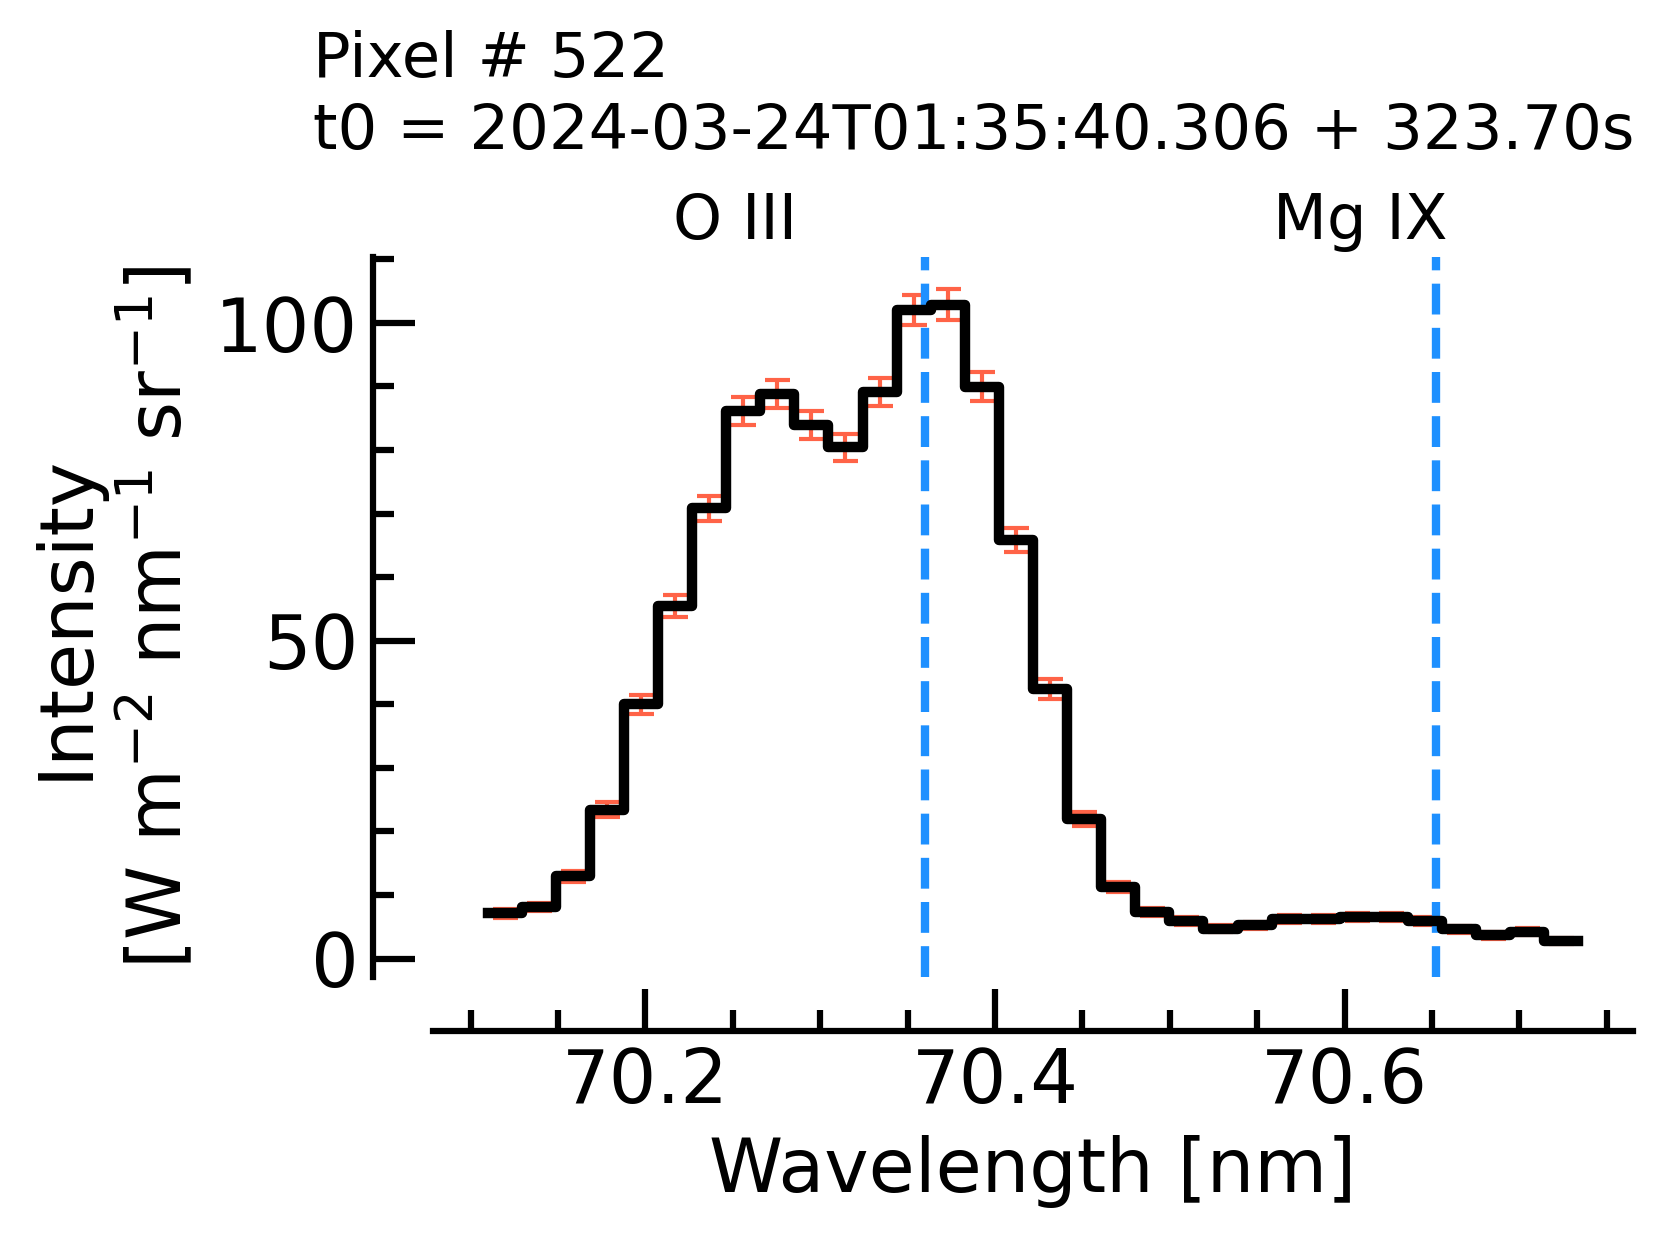 Pixel # 522
t0 = 2024-03-24T01:35:40.306 + 323.70s
O III Mg IX
Intensity
[W m⁻² nm⁻¹ sr⁻¹]
100
50
0
70.2 70.4 70.6
Wavelength [nm]